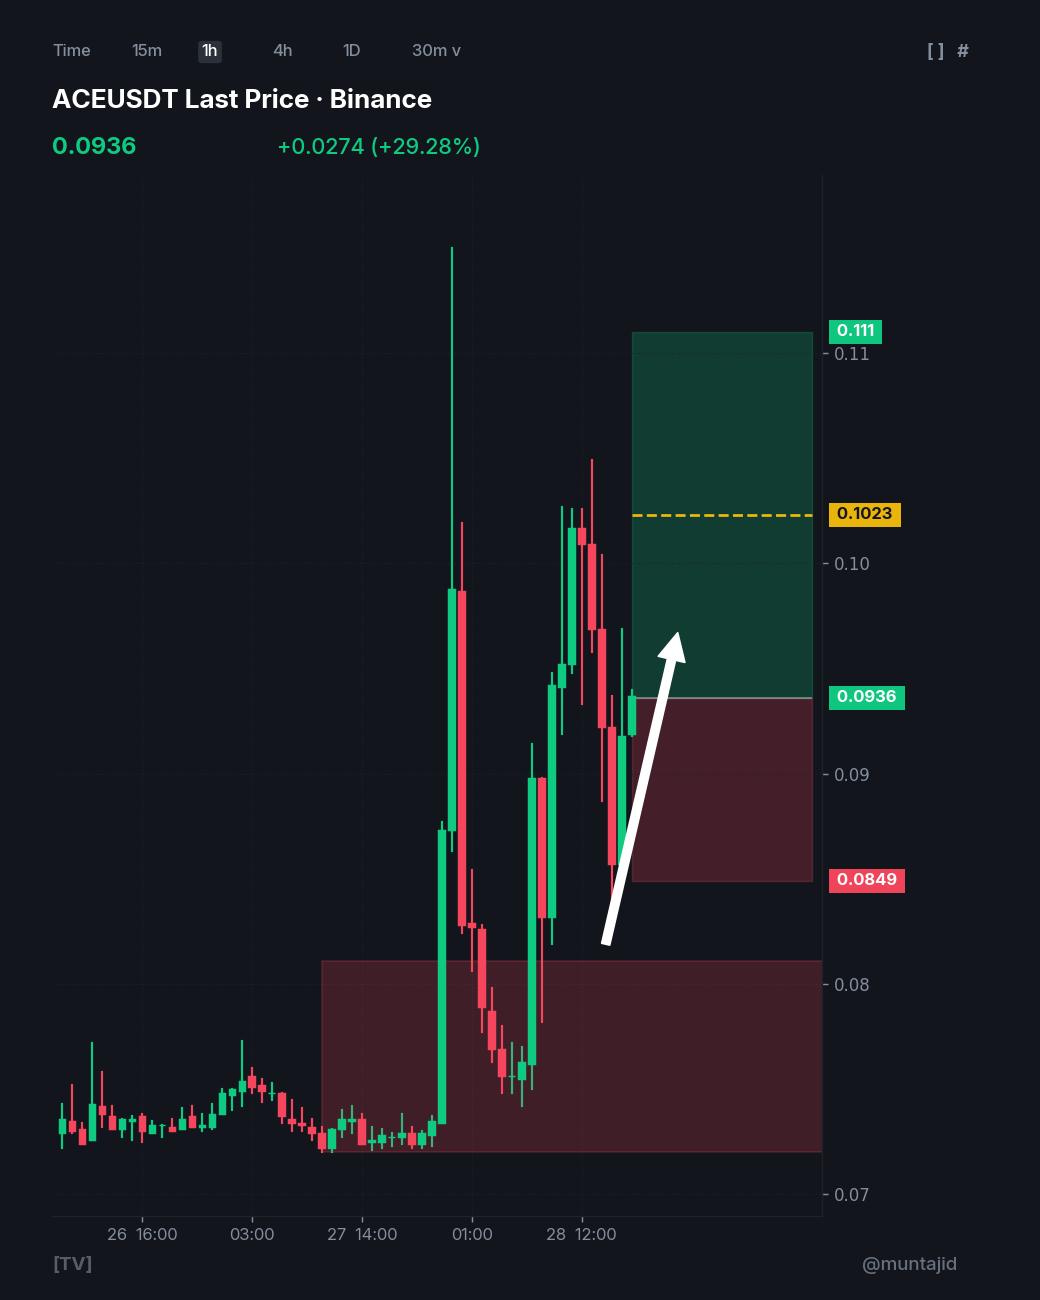 Time 15m 1h 4h 1D 30m v [ ] #
ACEUSDT Last Price · Binance
0.0936 +0.0274 (+29.28%)
0.111
0.11
0.1023
0.10
0.0936
0.09
0.0849
0.08
0.07
26 16:00 03:00 27 14:00 01:00 28 12:00
[TV] @muntajid